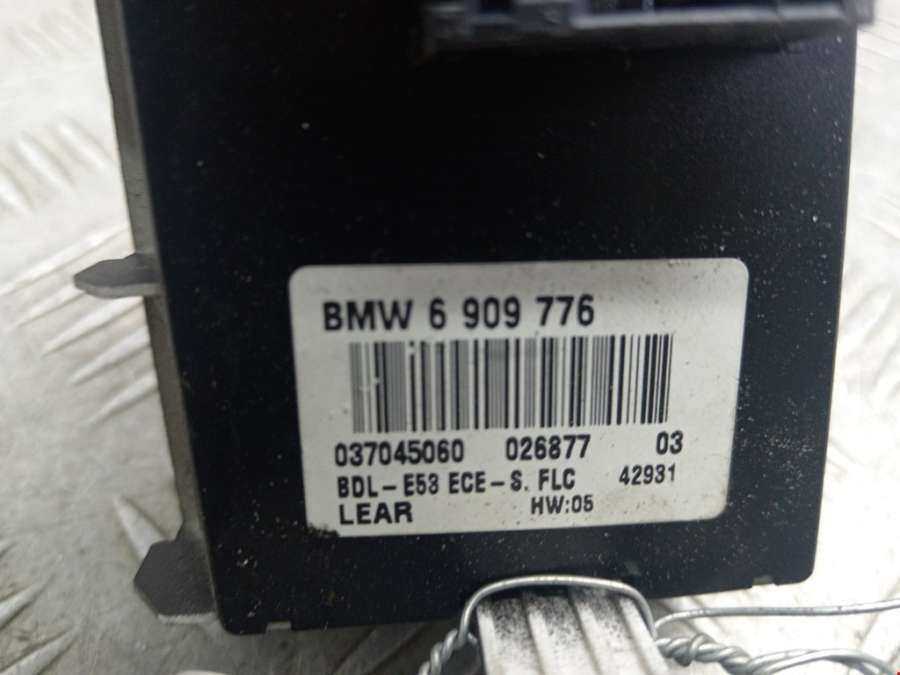 BMW 6 909 776
037045060 026877 03
BDL-E53 ECE-S. FLC 42931
LEAR HW:05